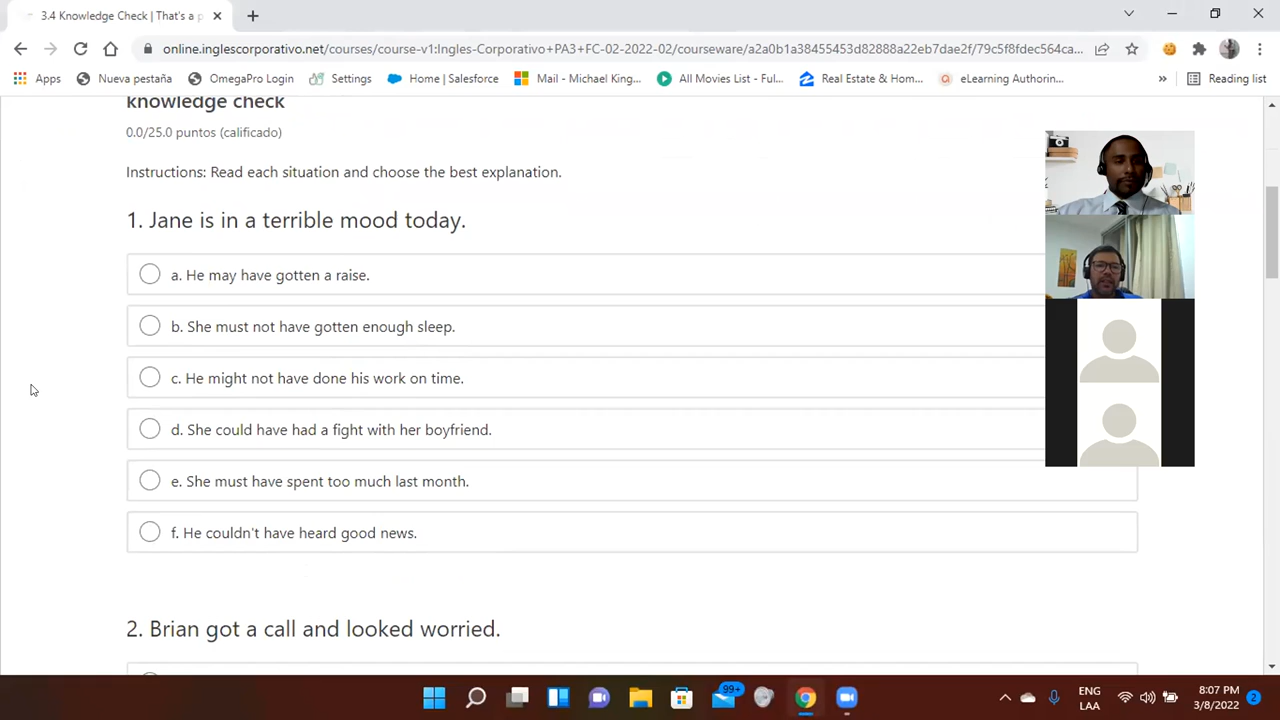 3.4 Knowledge Check | That's a p
online.inglescorporativo.net/courses/course-v1:Ingles-Corporativo+PA3+FC-02-2022-02/courseware/a2a0b1a38455453d82888a22eb7dae2f/79c5f8fdec564ca...
Apps Nueva pestaña OmegaPro Login Settings Home | Salesforce Mail - Michael King... All Movies List - Ful... Real Estate & Hom... eLearning Authorin... » Reading list
knowledge check
0.0/25.0 puntos (calificado)
Instructions: Read each situation and choose the best explanation.
1. Jane is in a terrible mood today.
a. He may have gotten a raise.
b. She must not have gotten enough sleep.
c. He might not have done his work on time.
d. She could have had a fight with her boyfriend.
e. She must have spent too much last month.
f. He couldn't have heard good news.
2. Brian got a call and looked worried.
99+
ENG
LAA
8:07 PM
3/8/2022
2